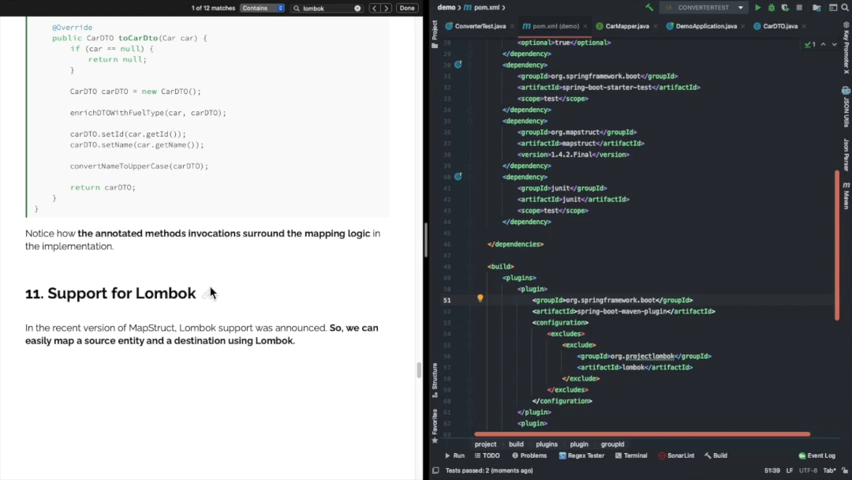 1 of 12 matches
Contains
lombok
Done
@Override
public CarDTO toCarDto(Car car) {
if (car == null) {
return null;
}
CarDTO carDTO = new CarDTO();
enrichDTOWithFuelType(car, carDTO);
carDTO.setId(car.getId());
carDTO.setName(car.getName());
convertNameToUpperCase(carDTO);
return carDTO;
}
}
Notice how the annotated methods invocations surround the mapping logic in
the implementation.
11. Support for Lombok
In the recent version of MapStruct, Lombok support was announced. So, we can
easily map a source entity and a destination using Lombok.
demo
pom.xml
CONVERTERTEST
ConverterTest.java
pom.xml (demo)
CarMapper.java
DemoApplication.java
CarDTO.java
Project
Structure
Favorites
1
<optional>true</optional>
</dependency>
<dependency>
<groupId>org.springframework.boot</groupId>
<artifactId>spring-boot-starter-test</artifactId>
<scope>test</scope>
</dependency>
<dependency>
<groupId>org.mapstruct</groupId>
<artifactId>mapstruct</artifactId>
<version>1.4.2.Final</version>
</dependency>
<dependency>
<groupId>junit</groupId>
<artifactId>junit</artifactId>
<scope>test</scope>
</dependency>
</dependencies>
<build>
<plugins>
<plugin>
51 <groupId>org.springframework.boot</groupId>
<artifactId>spring-boot-maven-plugin</artifactId>
<configuration>
<excludes>
<exclude>
<groupId>org.projectlombok</groupId>
<artifactId>lombok</artifactId>
</exclude>
</excludes>
</configuration>
</plugin>
<plugin>
Key Promoter X
JSON Utils
Json Parser
Maven
project
build
plugins
plugin
groupId
Run
TODO
Problems
Regex Tester
Terminal
SonarLint
Build
Event Log
Tests passed: 2 (moments ago)
51:39
LF
UTF-8
Tab*